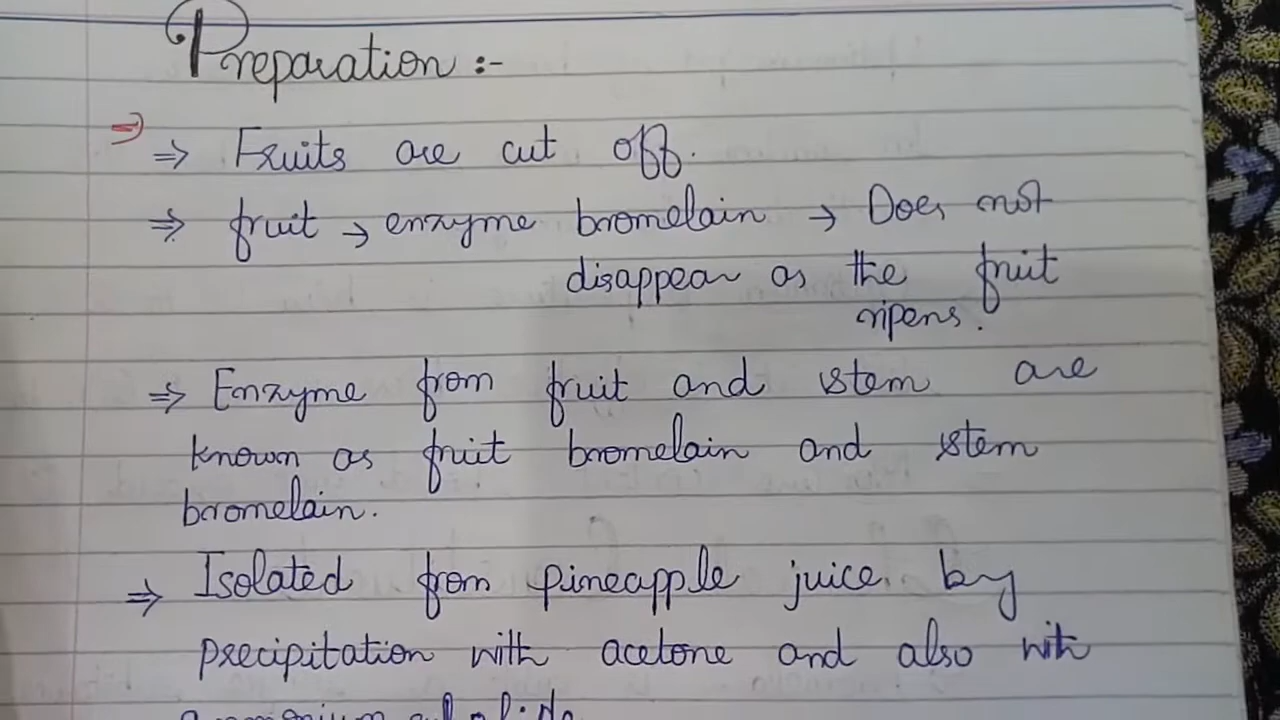 Preparation :-
⇒ Fruits are cut off.
⇒ fruit → enzyme bromelain → Does not
disappear as the fruit
ripens.
⇒ Enzyme from fruit and stem are
known as fruit bromelain and stem
bromelain.
⇒ Isolated from pineapple juice by
precipitation with acetone and also with
ammonium